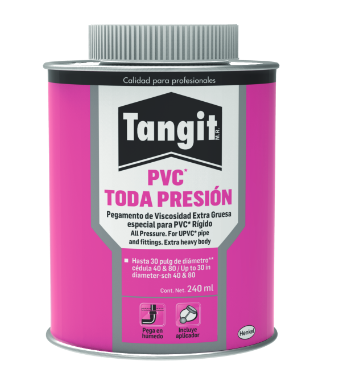 Calidad para profesionales
Tangit M.R.
PVC*
TODA PRESIÓN
Pegamento de Viscosidad Extra Gruesa
especial para PVC* Rígido
All Pressure. For UPVC* pipe
and fittings. Extra heavy body
Hasta 30 pulg de diámetro**
cédula 40 & 80 / Up to 30 in
diameter-sch 40 & 80
Cont. Net. 240 ml
Pega en
húmedo
Incluye
aplicador
Henkel